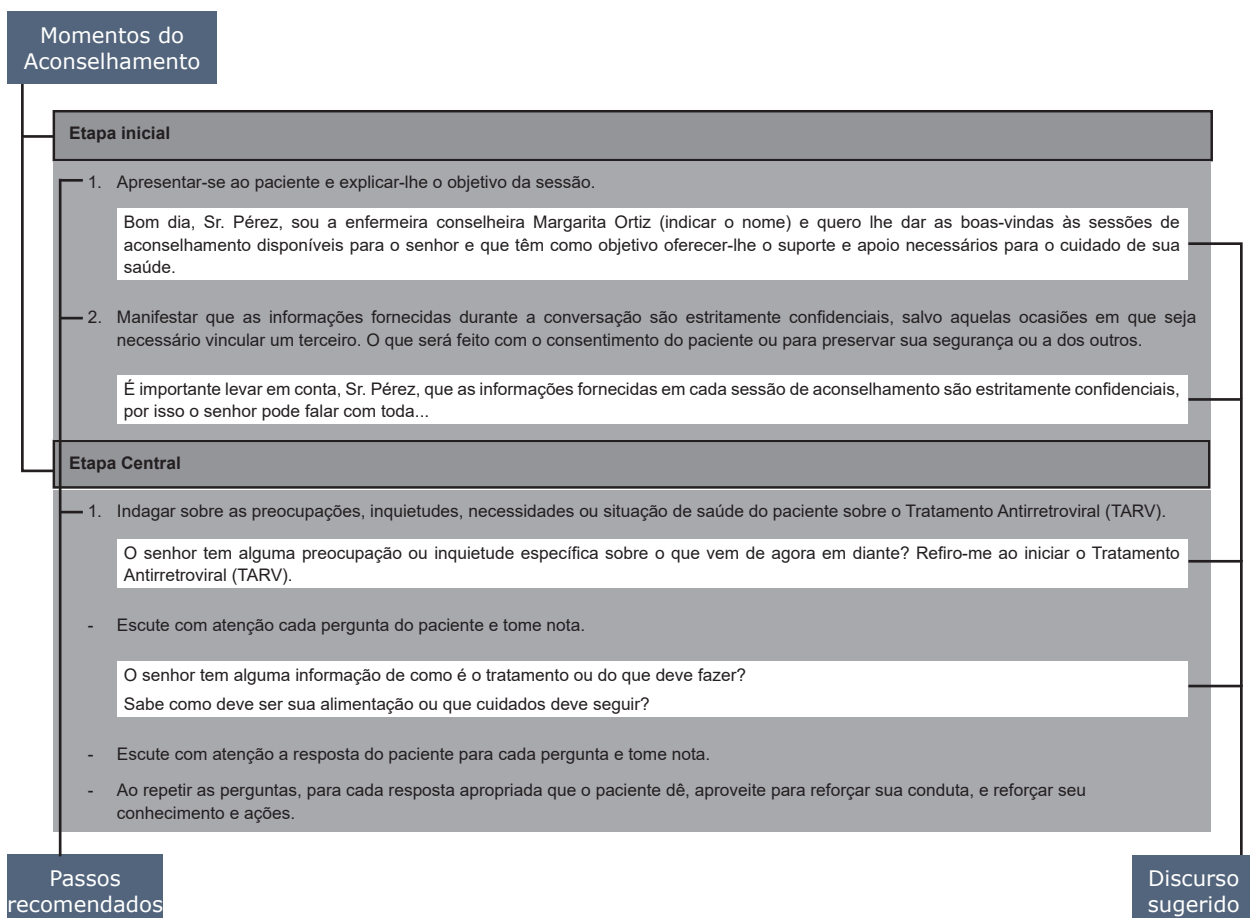 Momentos do
Aconselhamento
Etapa inicial
1. Apresentar-se ao paciente e explicar-lhe o objetivo da sessão.
Bom dia, Sr. Pérez, sou a enfermeira conselheira Margarita Ortiz (indicar o nome) e quero lhe dar as boas-vindas às sessões de
aconselhamento disponíveis para o senhor e que têm como objetivo oferecer-lhe o suporte e apoio necessários para o cuidado de sua
saúde.
2. Manifestar que as informações fornecidas durante a conversação são estritamente confidenciais, salvo aquelas ocasiões em que seja
necessário vincular um terceiro. O que será feito com o consentimento do paciente ou para preservar sua segurança ou a dos outros.
É importante levar em conta, Sr. Pérez, que as informações fornecidas em cada sessão de aconselhamento são estritamente confidenciais,
por isso o senhor pode falar com toda...
Etapa Central
1. Indagar sobre as preocupações, inquietudes, necessidades ou situação de saúde do paciente sobre o Tratamento Antirretroviral (TARV).
O senhor tem alguma preocupação ou inquietude específica sobre o que vem de agora em diante? Refiro-me ao iniciar o Tratamento
Antirretroviral (TARV).
- Escute com atenção cada pergunta do paciente e tome nota.
O senhor tem alguma informação de como é o tratamento ou do que deve fazer?
Sabe como deve ser sua alimentação ou que cuidados deve seguir?
- Escute com atenção a resposta do paciente para cada pergunta e tome nota.
- Ao repetir as perguntas, para cada resposta apropriada que o paciente dê, aproveite para reforçar sua conduta, e reforçar seu
conhecimento e ações.
Passos
recomendados
Discurso
sugerido